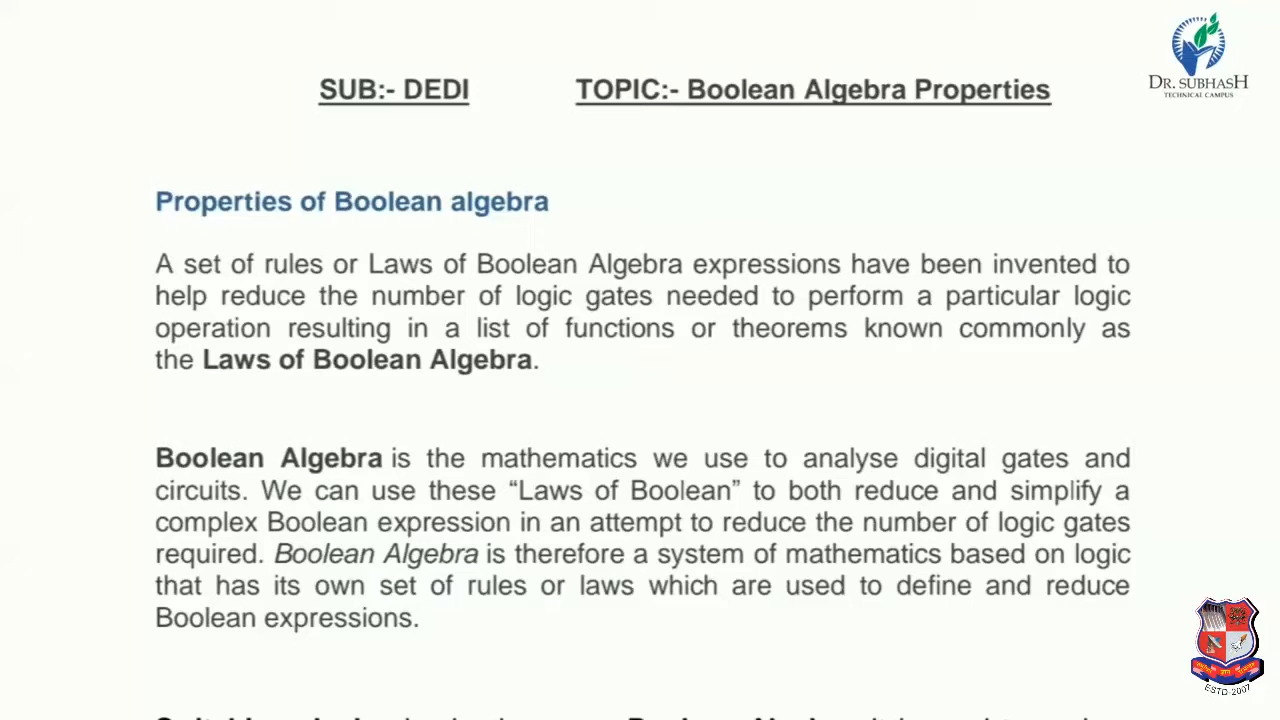 DR. SUBHASH
TECHNICAL CAMPUS
SUB:- DEDI TOPIC:- Boolean Algebra Properties
Properties of Boolean algebra
A set of rules or Laws of Boolean Algebra expressions have been invented to
help reduce the number of logic gates needed to perform a particular logic
operation resulting in a list of functions or theorems known commonly as
the Laws of Boolean Algebra.
Boolean Algebra is the mathematics we use to analyse digital gates and
circuits. We can use these “Laws of Boolean” to both reduce and simplify a
complex Boolean expression in an attempt to reduce the number of logic gates
required. Boolean Algebra is therefore a system of mathematics based on logic
that has its own set of rules or laws which are used to define and reduce
Boolean expressions.
ESTD-2007